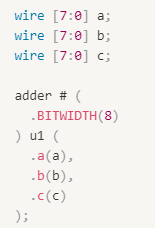 wire [7:0] a;
wire [7:0] b;
wire [7:0] c;

adder # (
  .BITWIDTH(8)
) u1 (
  .a(a),
  .b(b),
  .c(c)
);